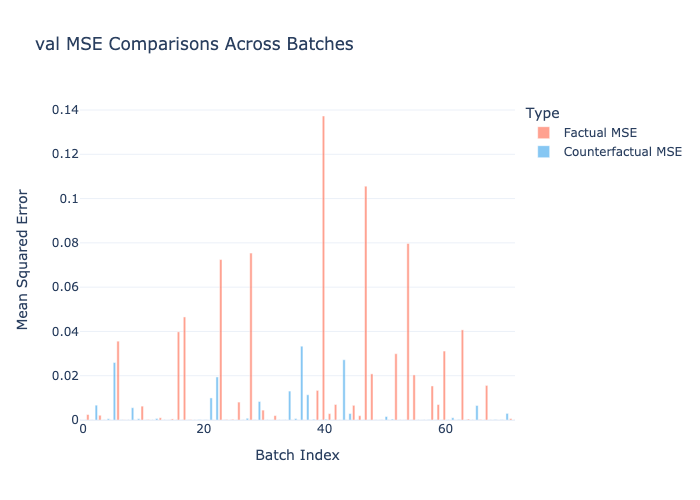 val MSE Comparisons Across Batches
Type
Factual MSE
Counterfactual MSE
Mean Squared Error
0.14
0.12
0.1
0.08
0.06
0.04
0.02
0
0 20 40 60
Batch Index